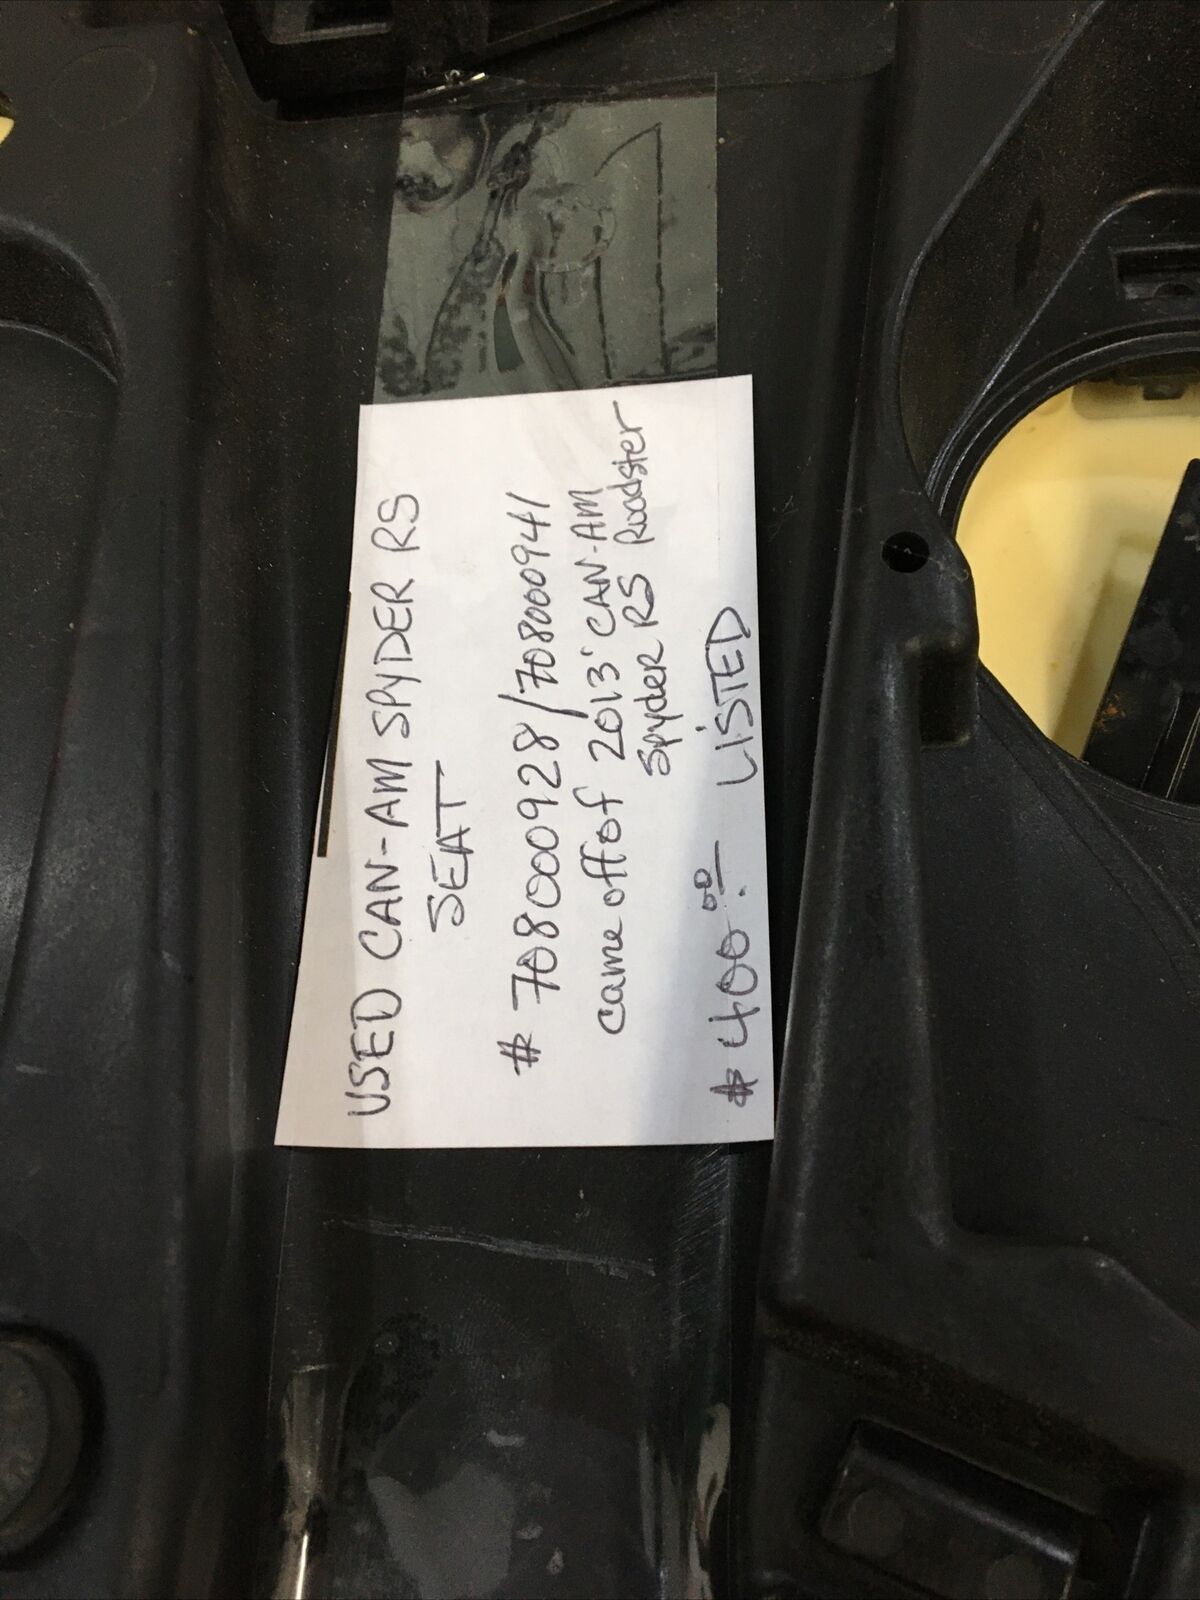 USED CAN-AM SPYDER RS
SEAT
# 708000928/708000941
came off of 2013' CAN-AM
Spyder RS Roadster
$400.00 LISTED